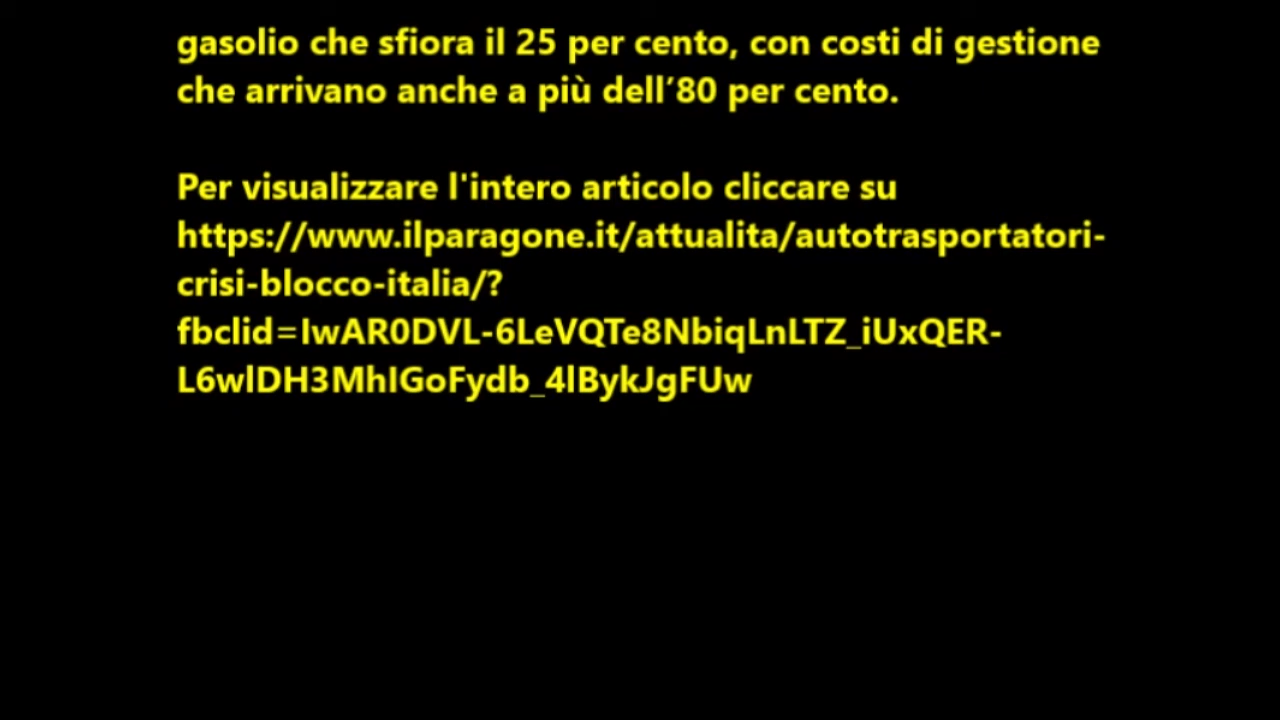 gasolio che sfiora il 25 per cento, con costi di gestione
che arrivano anche a più dell’80 per cento.
Per visualizzare l'intero articolo cliccare su
https://www.ilparagone.it/attualita/autotrasportatori-
crisi-blocco-italia/?
fbclid=IwAR0DVL-6LeVQTe8NbiqLnLTZ_iUxQER-
L6wlDH3MhIGoFydb_4lBykJgFUw